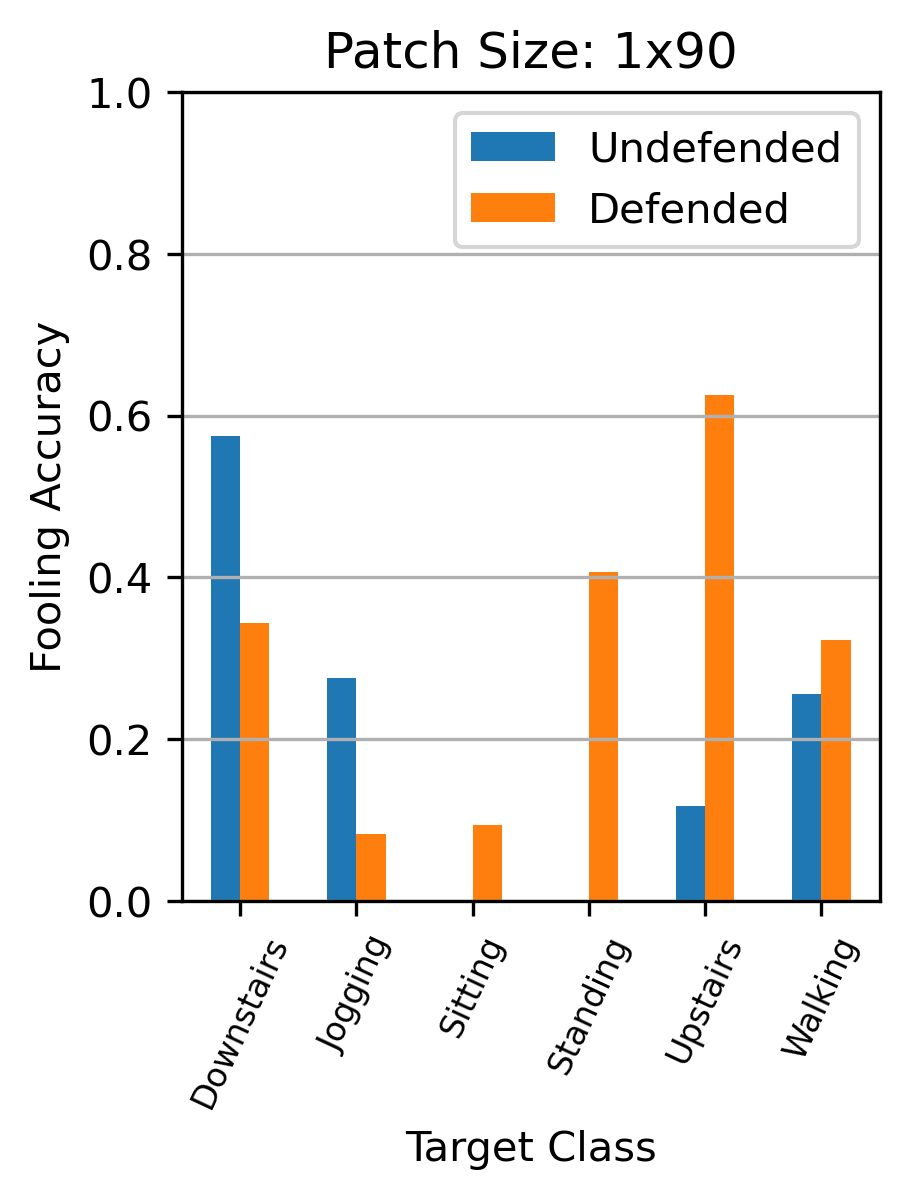 Patch Size: 1x90
1.0
0.8
0.6
0.4
0.2
0.0
Fooling Accuracy
Undefended
Defended
Downstairs
Jogging
Sitting
Standing
Upstairs
Walking
Target Class